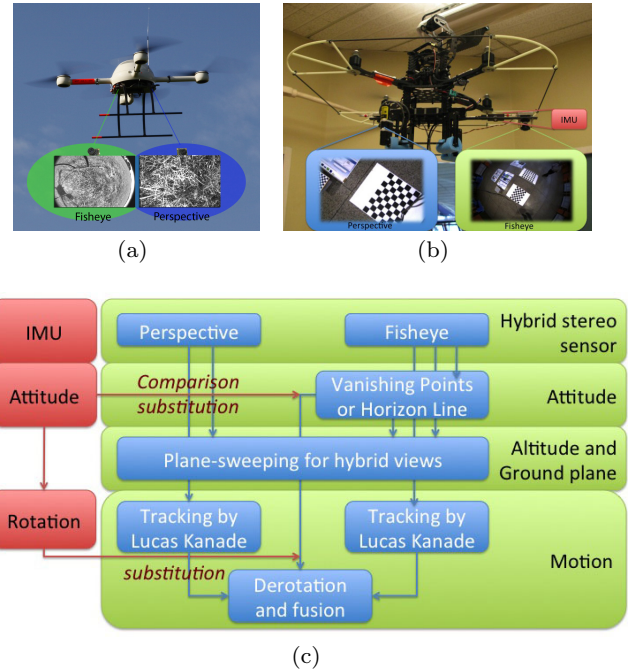 Fisheye
Perspective
IMU
Perspective
Fisheye
(a)
(b)
IMU
Perspective
Fisheye
Hybrid stereo
sensor
Attitude
Comparison
substitution
Vanishing Points
or Horizon Line
Attitude
Plane-sweeping for hybrid views
Altitude and
Ground plane
Rotation
Tracking by
Lucas Kanade
Tracking by
Lucas Kanade
Motion
substitution
Derotation
and fusion
(c)